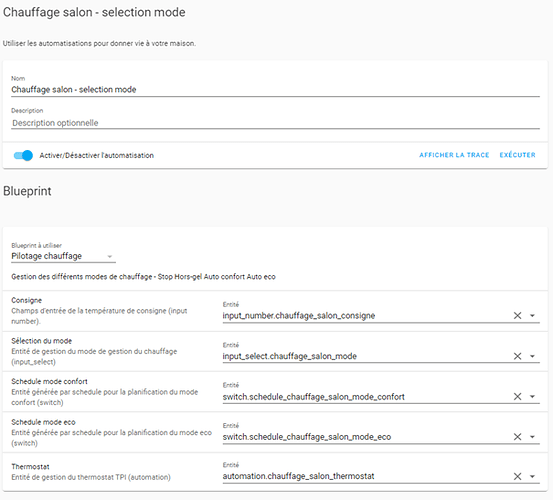 Chauffage salon - selection mode
Utiliser les automatisations pour donner vie à votre maison.
Nom
Chauffage salon - selection mode
Description
Description optionnelle
Activer/Désactiver l'automatisation
AFFICHER LA TRACE EXÉCUTER
Blueprint
Blueprint à utiliser
Pilotage chauffage
Gestion des différents modes de chauffage - Stop Hors-gel Auto confort Auto eco
Consigne
Champs d'entrée de la température de consigne (input
number).
Entité
input_number.chauffage_salon_consigne
Sélection du mode
Entité de gestion du mode de gestion du chauffage
(input_select)
Entité
input_select.chauffage_salon_mode
Schedule mode confort
Entité générée par schedule pour la planification du mode
confort (switch)
Entité
switch.schedule_chauffage_salon_mode_confort
Schedule mode eco
Entité générée par schedule pour la planification du mode eco
(switch)
Entité
switch.schedule_chauffage_salon_mode_eco
Thermostat
Entité de gestion du thermostat TPI (automation)
Entité
automation.chauffage_salon_thermostat